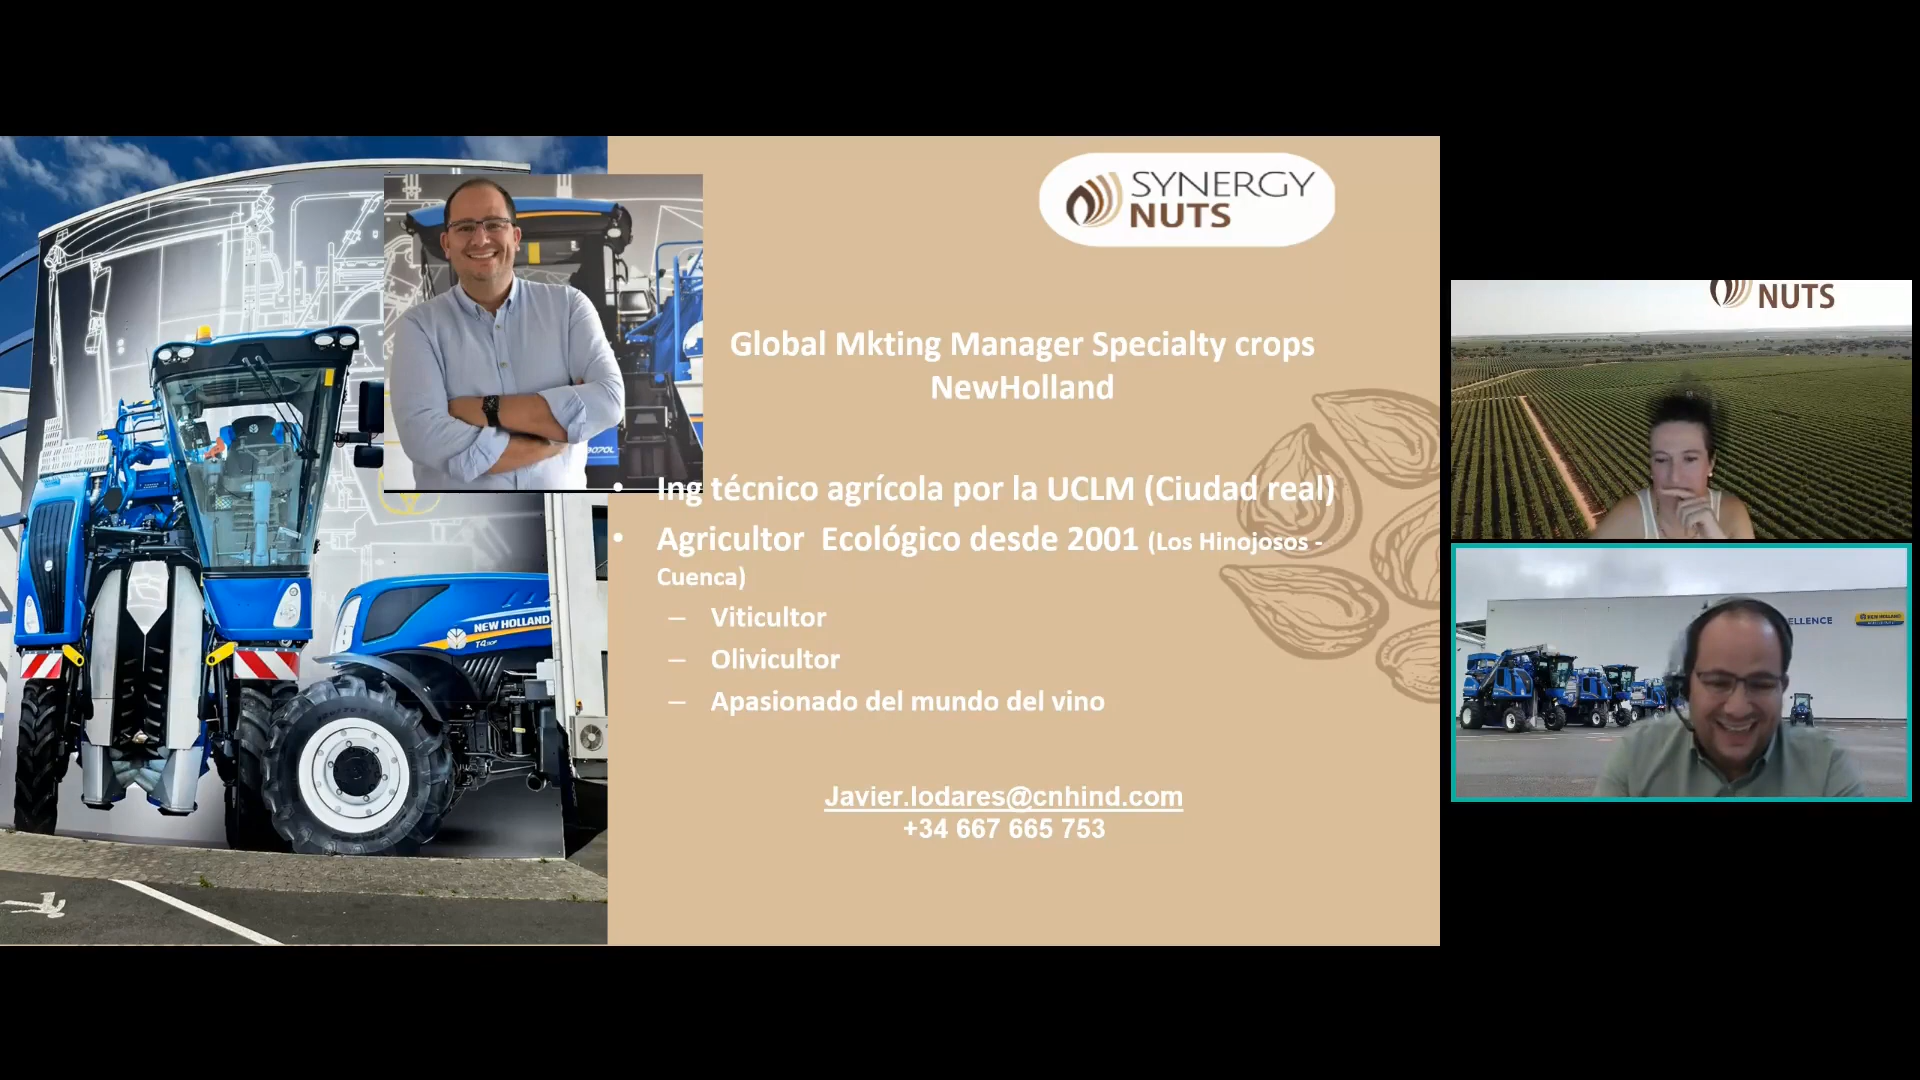 SYNERGY
NUTS
Global Mkting Manager Specialty crops
NewHolland
• Ing técnico agrícola por la UCLM (Ciudad real)
• Agricultor Ecológico desde 2001 (Los Hinojosos -
Cuenca)
– Viticultor
– Olivicultor
– Apasionado del mundo del vino
Javier.lodares@cnhind.com
+34 667 665 753
NEW HOLLAND
NUTS
ELLENCE
NEW HOLLAND